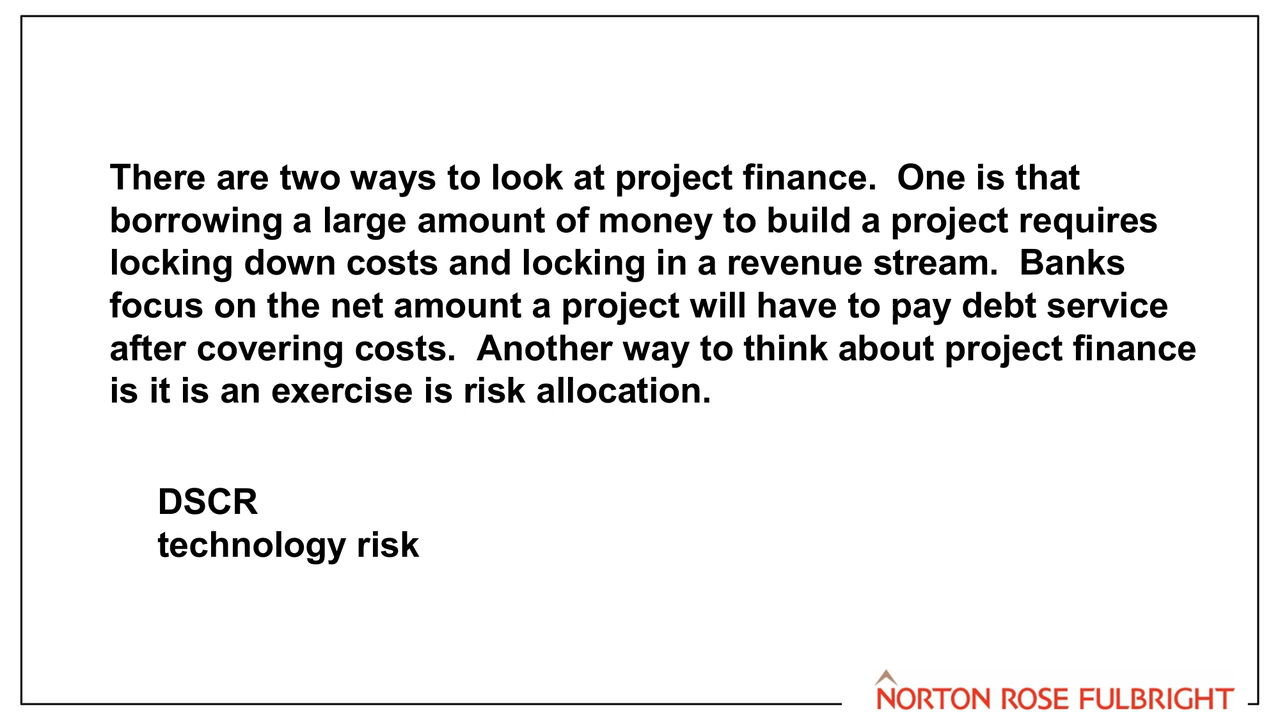 There are two ways to look at project finance.  One is that
borrowing a large amount of money to build a project requires
locking down costs and locking in a revenue stream.  Banks
focus on the net amount a project will have to pay debt service
after covering costs.  Another way to think about project finance
is it is an exercise is risk allocation.
DSCR
technology risk
NORTON ROSE FULBRIGHT